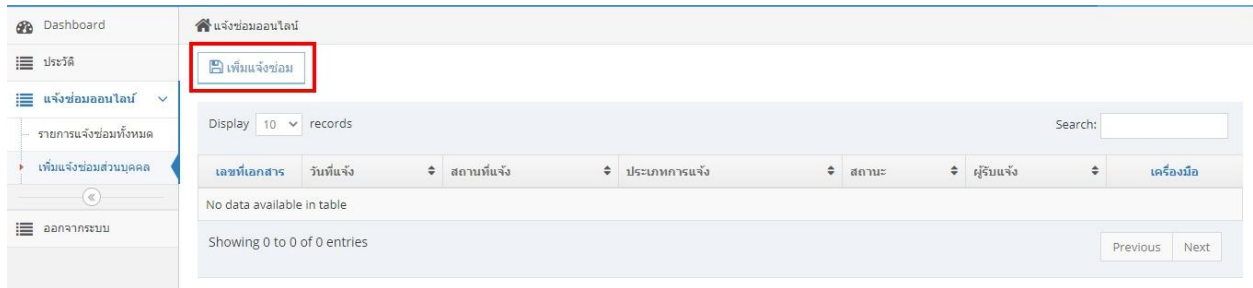 Dashboard
ประวัติ
แจ้งซ่อมออนไลน์
รายการแจ้งซ่อมทั้งหมด
เพิ่มแจ้งซ่อมส่วนบุคคล
ออกจากระบบ
แจ้งซ่อมออนไลน์
เพิ่มแจ้งซ่อม
Display 10 records Search:
เลขที่เอกสาร วันที่แจ้ง สถานที่แจ้ง ประเภทการแจ้ง สถานะ ผู้รับแจ้ง เครื่องมือ
No data available in table
Showing 0 to 0 of 0 entries Previous Next